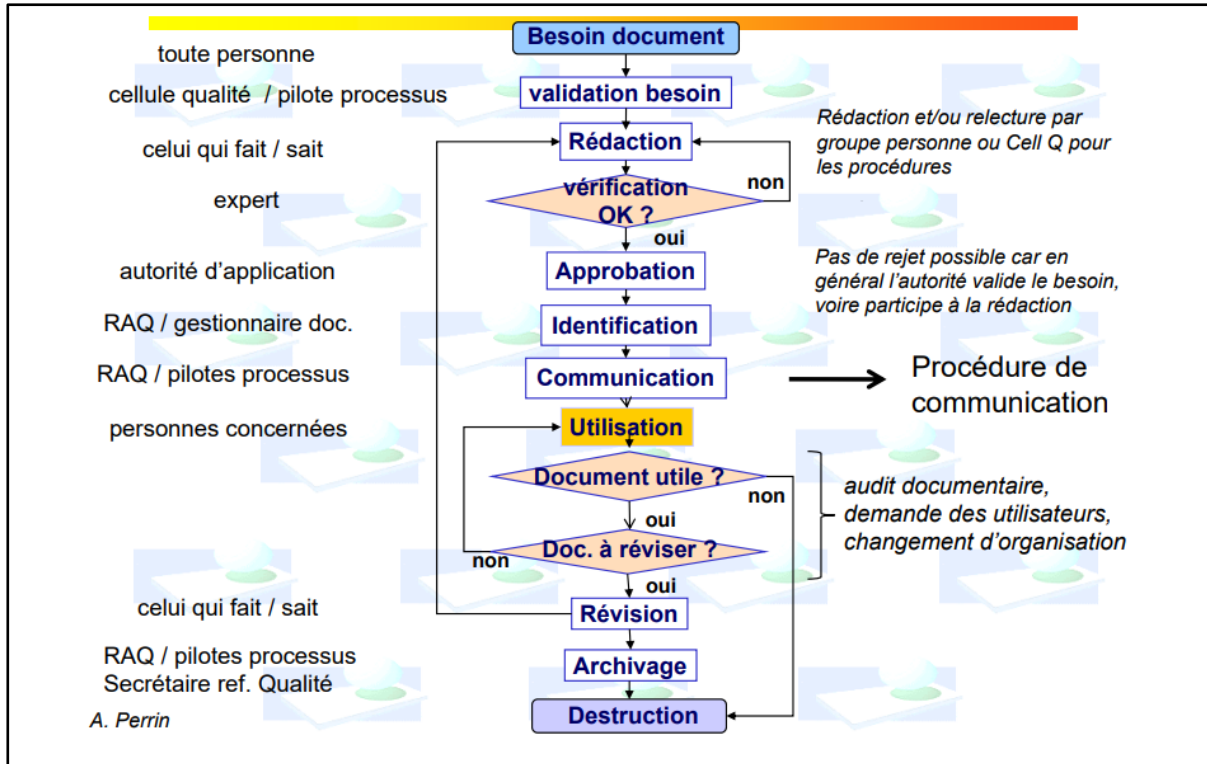 Besoin document
toute personne
cellule qualité / pilote processus
validation besoin
Rédaction et/ou relecture par
groupe personne ou Cell Q pour
les procédures
celui qui fait / sait
Rédaction
non
vérification
OK ?
expert
oui
autorité d'application
Approbation
Pas de rejet possible car en
général l'autorité valide le besoin,
voire participe à la rédaction
RAQ / gestionnaire doc.
Identification
RAQ / pilotes processus
Communication
Procédure de
communication
personnes concernées
Utilisation
Document utile ?
non
oui
audit documentaire,
demande des utilisateurs,
changement d'organisation
Doc. à réviser ?
non
oui
celui qui fait / sait
Révision
RAQ / pilotes processus
Secrétaire ref. Qualité
Archivage
Destruction
A. Perrin